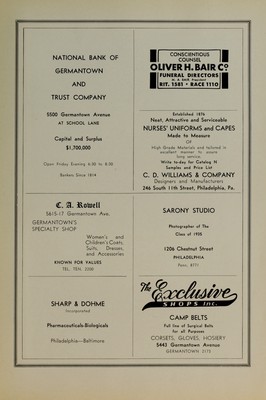 NATIONAL BANK OF
GERMANTOWN
AND
TRUST COMPANY
5500 Germantown Avenue
AT SCHOOL LANE
Capital and Surplus
$1,700,000
Open Friday Evening 6:30 to 8:30
Bankers Since 1814
CONSCIENTIOUS
COUNSEL
OLIVER H. BAIR CO.
FUNERAL DIRECTORS
M. A. BAIR, President
RIT. 1581 • RACE 1110
Established 1876
Neat, Attractive and Serviceable
NURSES' UNIFORMS and CAPES
Made to Measure
OF
High Grade Materials and tailored in
excellent manner to assure
long service.
Write to-day for Catalog N
Samples and Price List
C. D. WILLIAMS & COMPANY
Designers and Manufacturers
246 South 11th Street, Philadelphia, Pa.
C. A. Rowell
5615-17 Germantown Ave.
GERMANTOWN'S
SPECIALTY SHOP
Women's and
Children's Coats,
Suits, Dresses,
and Accessories
KNOWN FOR VALUES
TEL. TEN. 2200
SARONY STUDIO
Photographer of The
Class of 1938
1206 Chestnut Street
PHILADELPHIA
SHARP & DOHME
Incorporated
Pharmaceuticals-Biologicals
Philadelphia—Baltimore
The Exclusive
SHOPS INC.
CAMP BELTS
Full line of Surgical Belts
for all Purposes
CORSETS, GLOVES, HOSIERY
5443 Germantown Avenue
GERMANTOWN 5175